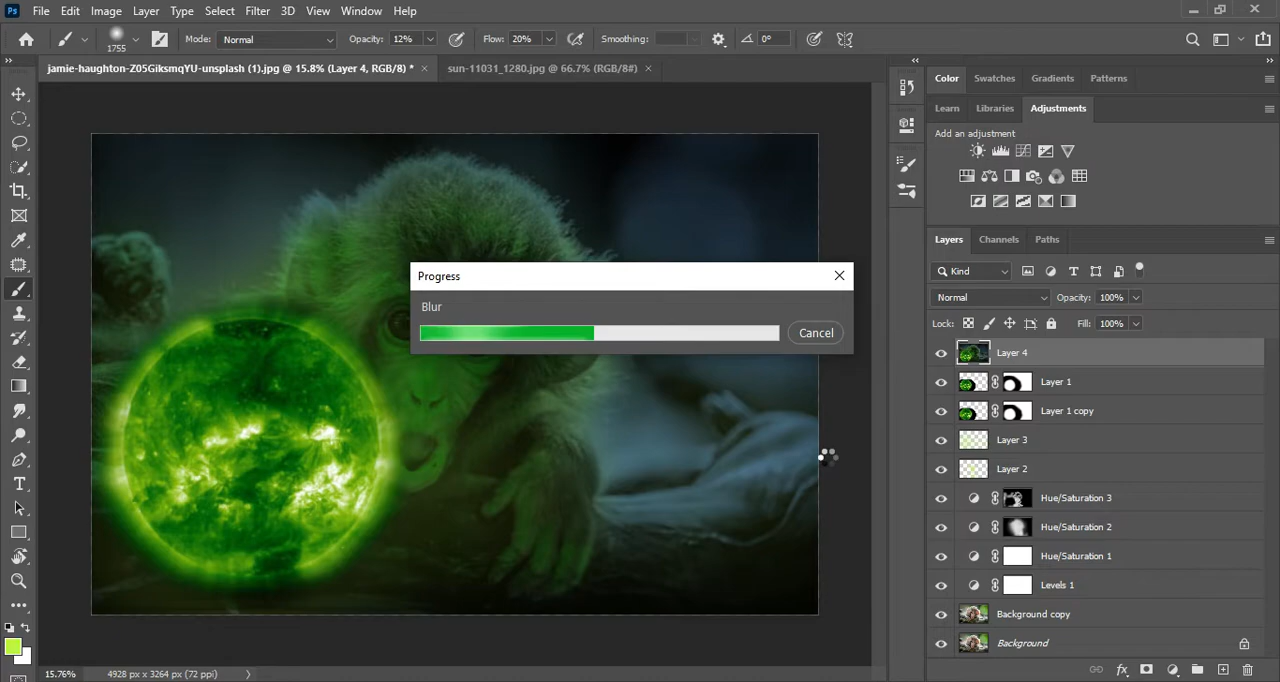 Ps File Edit Image Layer Type Select Filter 3D View Window Help
1755 Mode: Normal Opacity: 12% Flow: 20% Smoothing: 0°
jamie-haughton-Z05GiksmqYU-unsplash (1).jpg @ 15.8% (Layer 4, RGB/8) * × sun-11031_1280.jpg @ 66.7% (RGB/8#) ×
Color Swatches Gradients Patterns
Learn Libraries Adjustments
Add an adjustment
Layers Channels Paths
Kind
Normal Opacity: 100%
Lock: Fill: 100%
Layer 4
Layer 1
Layer 1 copy
Layer 3
Layer 2
Hue/Saturation 3
Hue/Saturation 2
Hue/Saturation 1
Levels 1
Background copy
Background
Progress
Blur
Cancel
15.76% 4928 px x 3264 px (72 ppi)